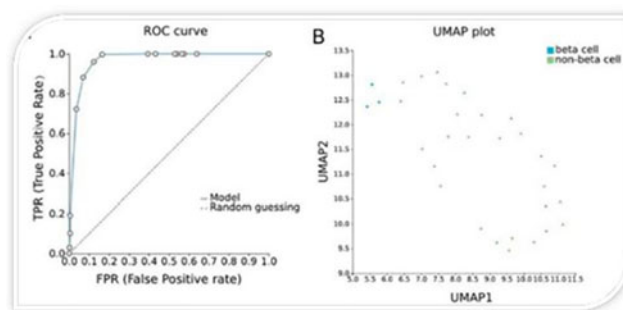 ROC curve
1.0
0.8
0.6
0.4
0.2
0.0
TPR (True Positive Rate)
Model
Random guessing
0.0 0.1 0.2 0.3 0.4 0.5 0.6 0.7 0.8 0.9 1.0
FPR (False Positive rate)
B
UMAP plot
beta cell
non-beta cell
13.5
13.0
12.5
12.0
11.5
11.0
10.5
10.0
9.5
9.0
UMAP2
5.0 5.5 6.0 6.5 7.0 7.5 8.0 8.5 9.0 9.5 10.0 10.5 11.0 11.5
UMAP1